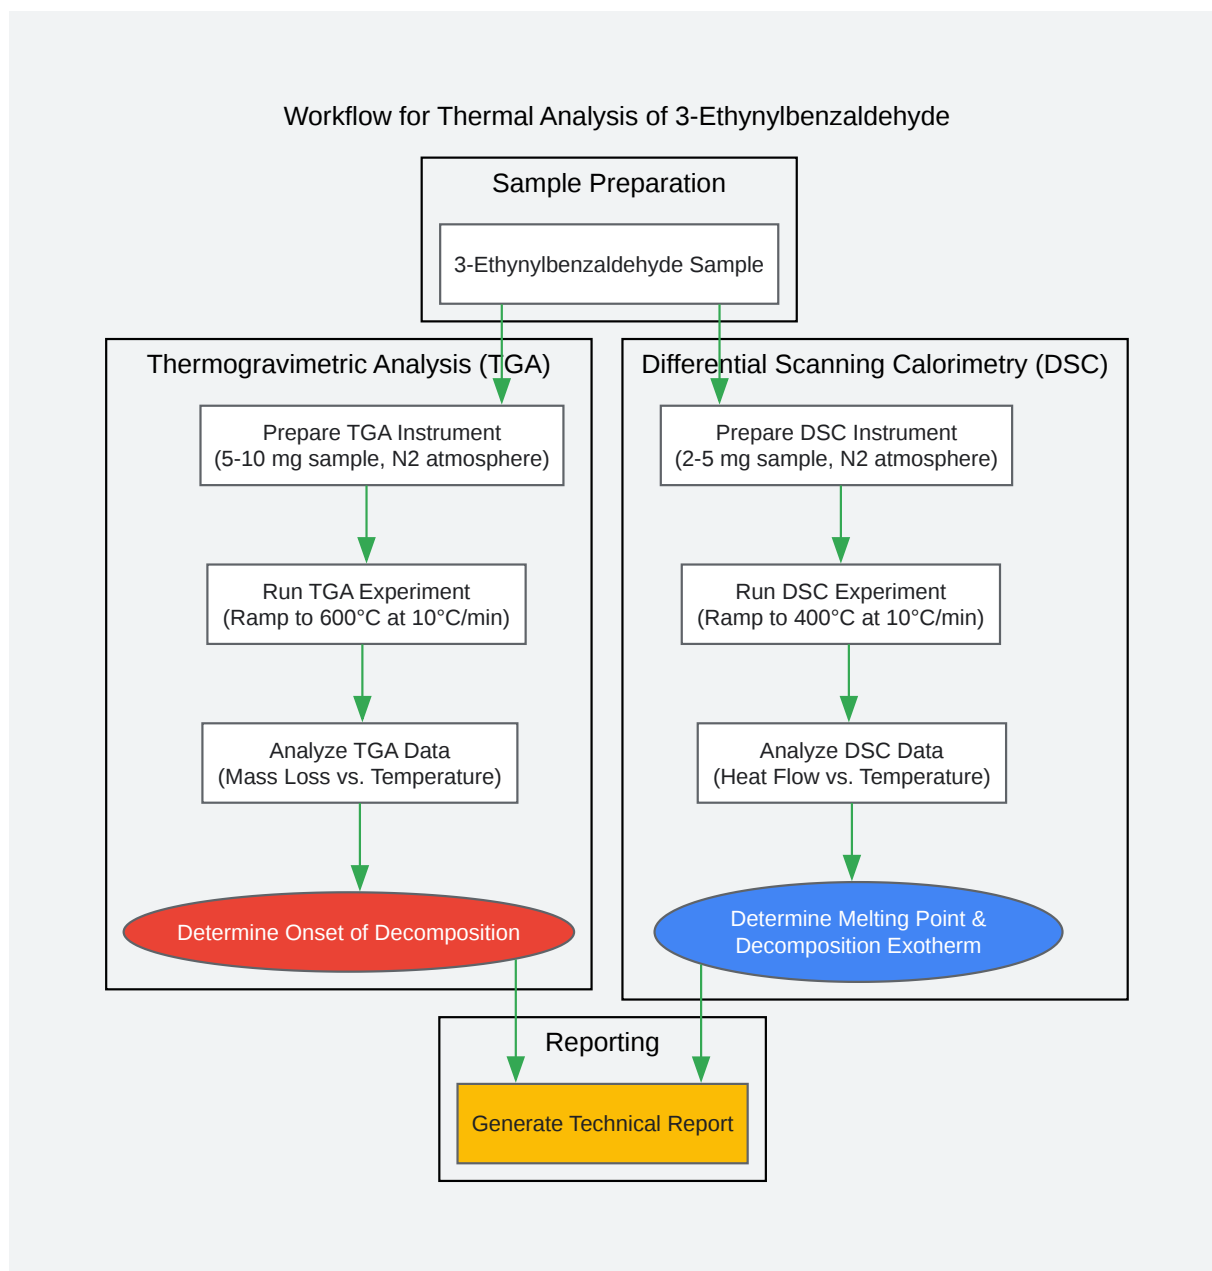 Workflow for Thermal Analysis of 3-Ethynylbenzaldehyde
Sample Preparation
3-Ethynylbenzaldehyde Sample
Thermogravimetric Analysis (TGA)
Prepare TGA Instrument
(5-10 mg sample, N2 atmosphere)
Run TGA Experiment
(Ramp to 600°C at 10°C/min)
Analyze TGA Data
(Mass Loss vs. Temperature)
Determine Onset of Decomposition
Differential Scanning Calorimetry (DSC)
Prepare DSC Instrument
(2-5 mg sample, N2 atmosphere)
Run DSC Experiment
(Ramp to 400°C at 10°C/min)
Analyze DSC Data
(Heat Flow vs. Temperature)
Determine Melting Point &
Decomposition Exotherm
Reporting
Generate Technical Report